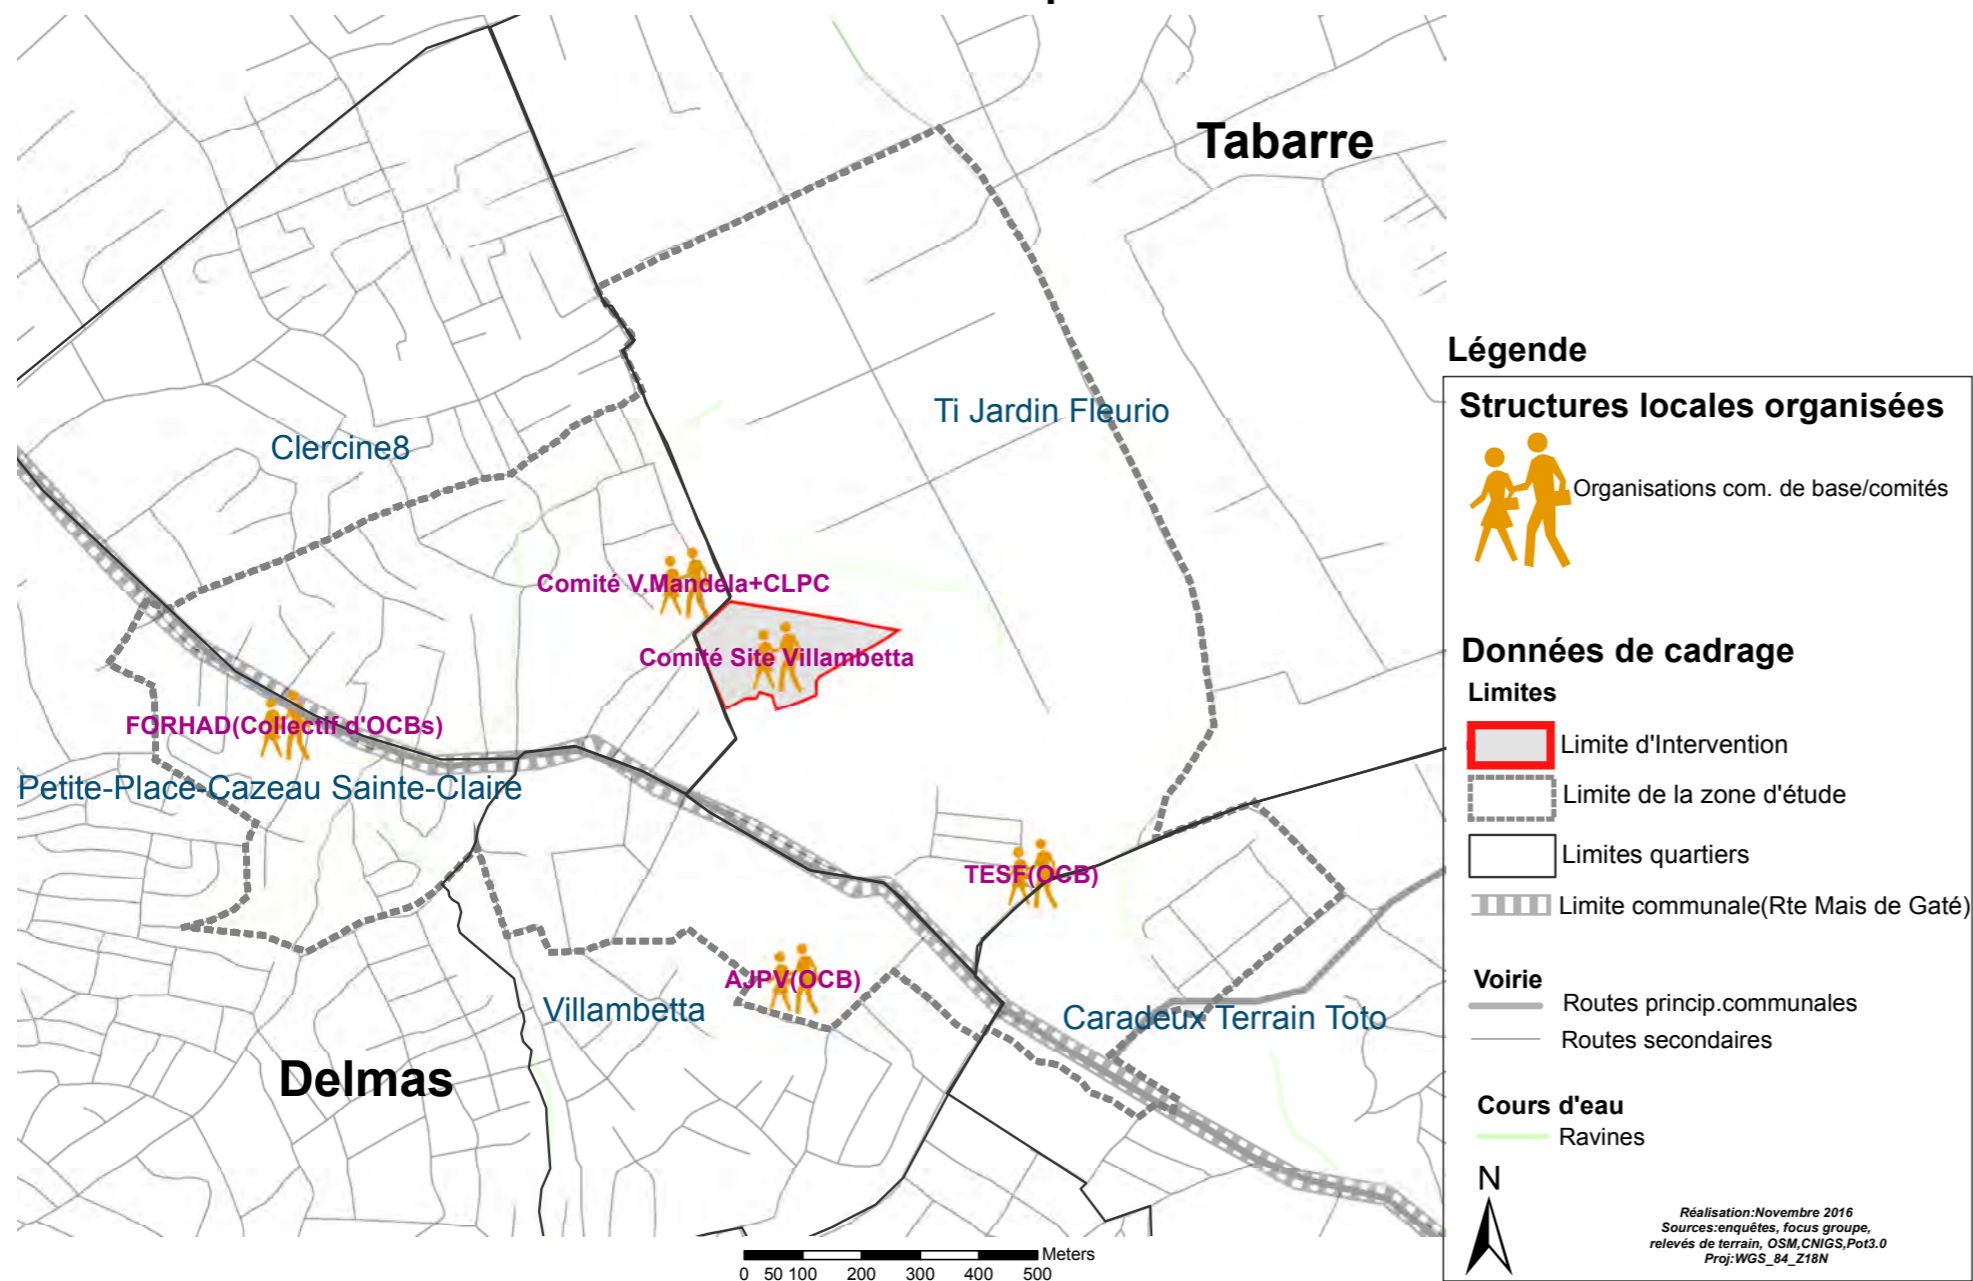 Tabarre
Ti Jardin Fleurio
Clercine8
Comité V.Mandela+CLPC
Comité Site Villambetta
FORHAD(Collectif d'OCBs)
Petite-Place-Cazeau Sainte-Claire
TESF(OCB)
AJPV(OCB)
Villambetta
Caradeux Terrain Toto
Delmas
Meters
0 50 100 200 300 400 500
Légende
Structures locales organisées
Organisations com. de base/comités
Données de cadrage
Limites
Limite d'Intervention
Limite de la zone d'étude
Limites quartiers
Limite communale(Rte Mais de Gaté)
Voirie
Routes princip.communales
Routes secondaires
Cours d'eau
Ravines
N
Réalisation:Novembre 2016
Sources:enquêtes, focus groupe,
relevés de terrain, OSM,CNIGS,Pot3.0
Proj:WGS_84_Z18N